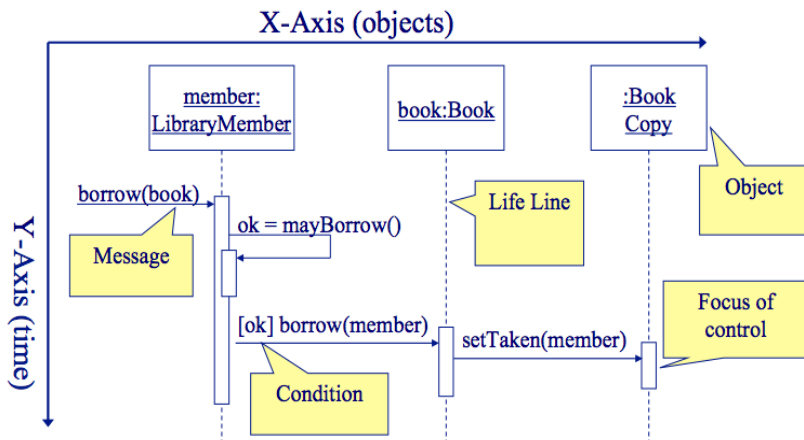 X-Axis (objects)
member:
LibraryMember
book:Book
:Book
Copy
Object
borrow(book)
Life Line
ok = mayBorrow()
Message
Y-Axis (time)
Focus of
control
[ok] borrow(member)
setTaken(member)
Condition